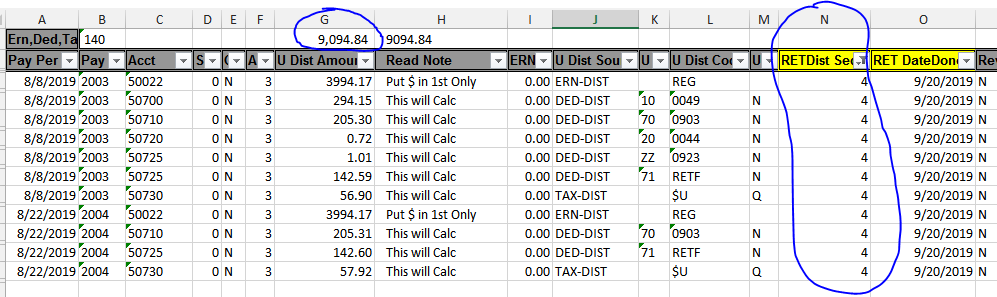 A B C D E F G H I J K L M N O
Ern,Ded,Ta 140 9,094.84 9094.84
Pay Per Pay Acct S ( A U Dist Amour Read Note ERN U Dist Sou U U Dist Coo U RETDist Sec RET DateDone Rev
8/8/2019 2003 50022 0 N 3 3994.17 Put $ in 1st Only 0.00 ERN-DIST REG 4 9/20/2019 N
8/8/2019 2003 50700 0 N 3 294.15 This will Calc 0.00 DED-DIST 10 0049 N 4 9/20/2019 N
8/8/2019 2003 50710 0 N 3 205.30 This will Calc 0.00 DED-DIST 70 0903 N 4 9/20/2019 N
8/8/2019 2003 50720 0 N 3 0.72 This will Calc 0.00 DED-DIST 20 0044 N 4 9/20/2019 N
8/8/2019 2003 50725 0 N 3 1.01 This will Calc 0.00 DED-DIST ZZ 0923 N 4 9/20/2019 N
8/8/2019 2003 50725 0 N 3 142.59 This will Calc 0.00 DED-DIST 71 RETF N 4 9/20/2019 N
8/8/2019 2003 50730 0 N 3 56.90 This will Calc 0.00 TAX-DIST $U Q 4 9/20/2019 N
8/22/2019 2004 50022 0 N 3 3994.17 Put $ in 1st Only 0.00 ERN-DIST REG 4 9/20/2019 N
8/22/2019 2004 50710 0 N 3 205.31 This will Calc 0.00 DED-DIST 70 0903 N 4 9/20/2019 N
8/22/2019 2004 50725 0 N 3 142.60 This will Calc 0.00 DED-DIST 71 RETF N 4 9/20/2019 N
8/22/2019 2004 50730 0 N 3 57.92 This will Calc 0.00 TAX-DIST $U Q 4 9/20/2019 N